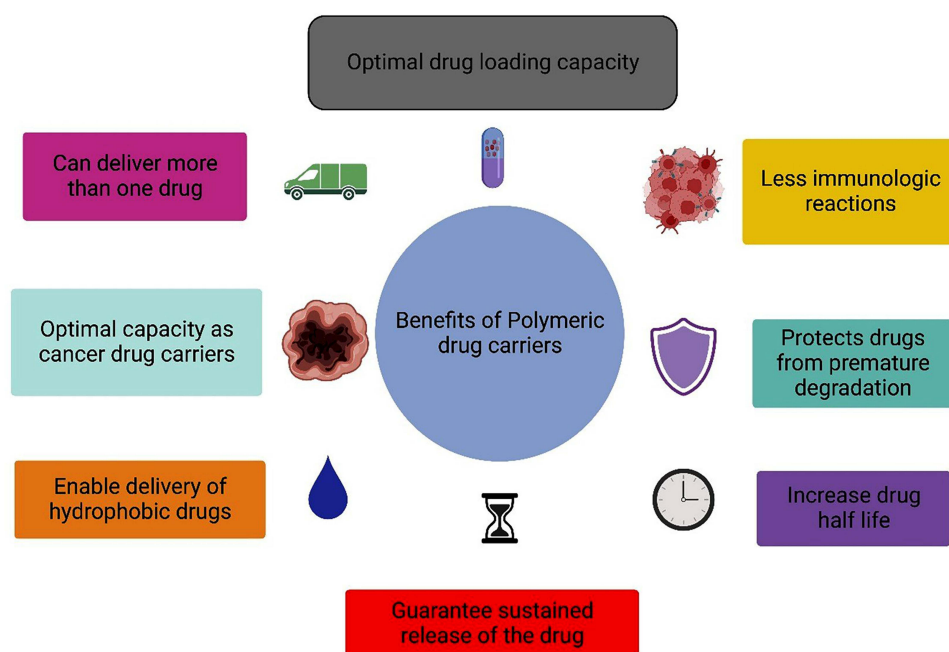 Optimal drug loading capacity
Can deliver more
than one drug
Less immunologic
reactions
Optimal capacity as
cancer drug carriers
Benefits of Polymeric
drug carriers
Protects drugs
from premature
degradation
Enable delivery of
hydrophobic drugs
Increase drug
half life
Guarantee sustained
release of the drug